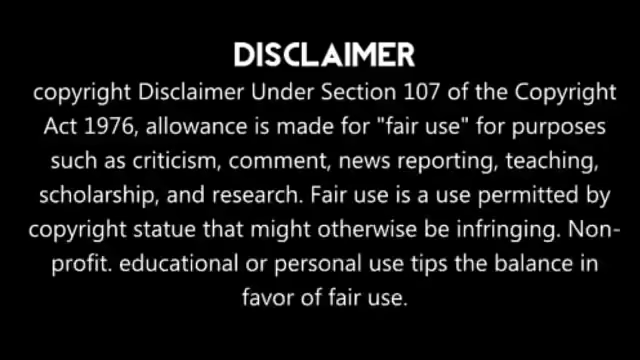 DISCLAIMER
copyright Disclaimer Under Section 107 of the Copyright
Act 1976, allowance is made for "fair use" for purposes
such as criticism, comment, news reporting, teaching,
scholarship, and research. Fair use is a use permitted by
copyright statue that might otherwise be infringing. Non-
profit. educational or personal use tips the balance in
favor of fair use.